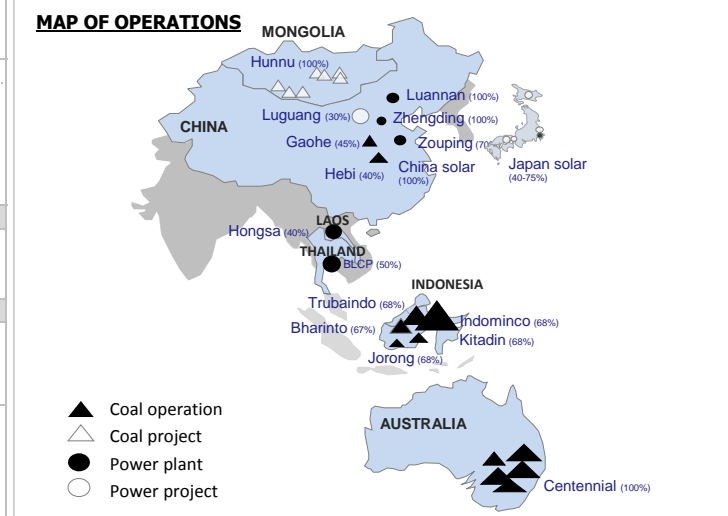 MAP OF OPERATIONS
MONGOLIA
Hunnu (100%)
Luannan (100%)
Luguang (30%)
Zhengding (100%)
CHINA
Gaohe (45%)
Zouping (70%
Hebi (40%)
China solar
(100%)
Japan solar
(40-75%)
LAOS
Hongsa (40%)
THAILAND
BLCP (50%)
INDONESIA
Trubaindo (68%)
Bharinto (67%)
Indominco (68%)
Kitadin (68%)
Jorong (68%)
Coal operation
Coal project
Power plant
Power project
AUSTRALIA
Centennial (100%)